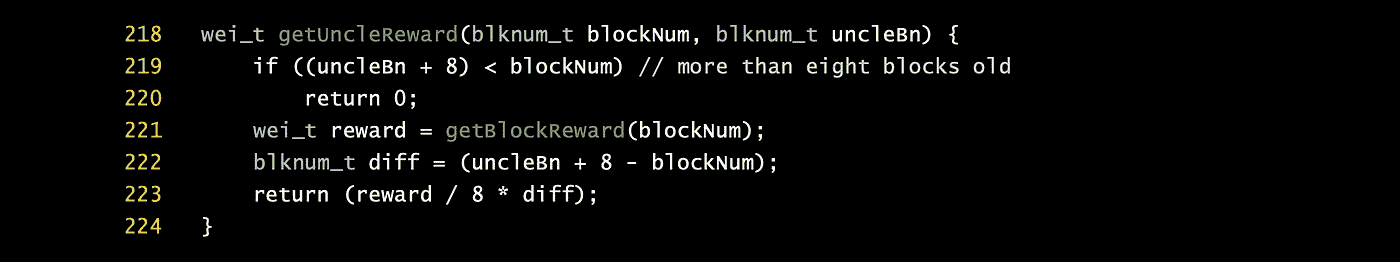 218 wei_t getUncleReward(blknum_t blockNum, blknum_t uncleBn) {
219     if ((uncleBn + 8) < blockNum) // more than eight blocks old
220         return 0;
221     wei_t reward = getBlockReward(blockNum);
222     blknum_t diff = (uncleBn + 8 - blockNum);
223     return (reward / 8 * diff);
224 }